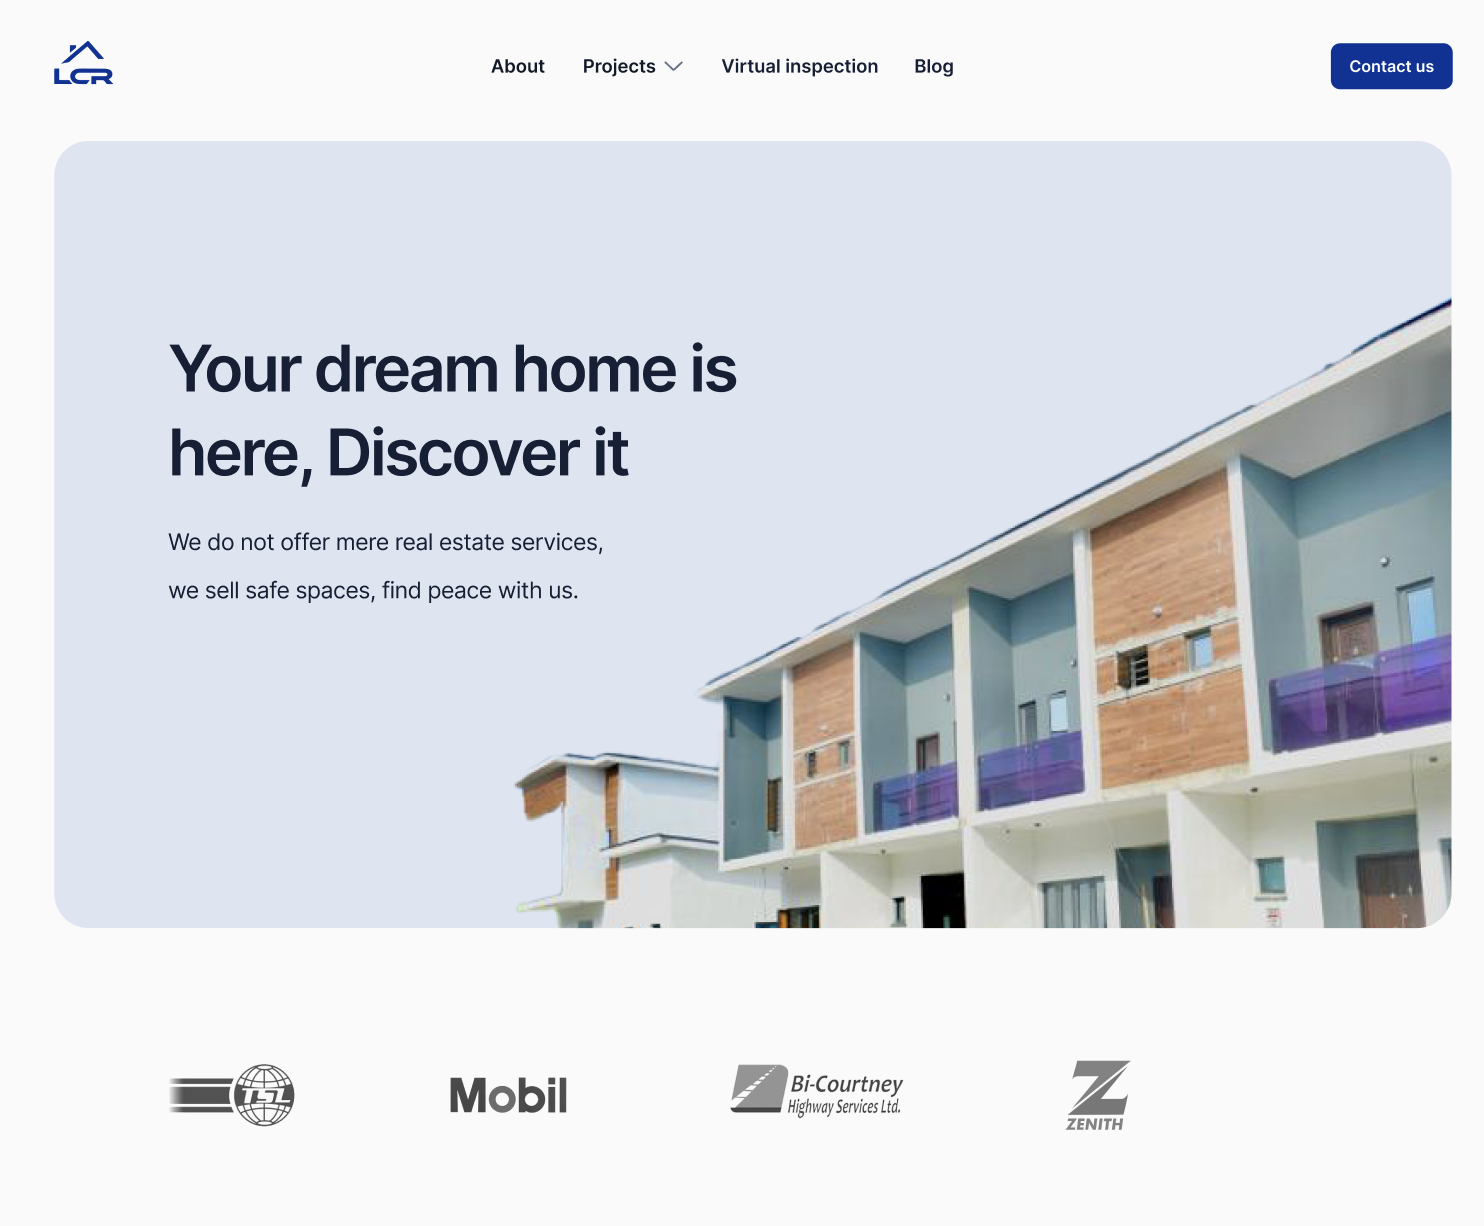 LCR
About
Projects
Virtual inspection
Blog
Contact us
Your dream home is
here, Discover it
We do not offer mere real estate services,
we sell safe spaces, find peace with us.
TSL
Mobil
Bi-Courtney
Highway Services Ltd.
ZENITH